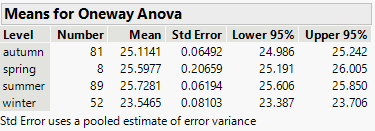 Means for Oneway Anova
Level Number Mean Std Error Lower 95% Upper 95%
autumn 81 25.1141 0.06492 24.986 25.242
spring 8 25.5977 0.20659 25.191 26.005
summer 89 25.7281 0.06194 25.606 25.850
winter 52 23.5465 0.08103 23.387 23.706
Std Error uses a pooled estimate of error variance